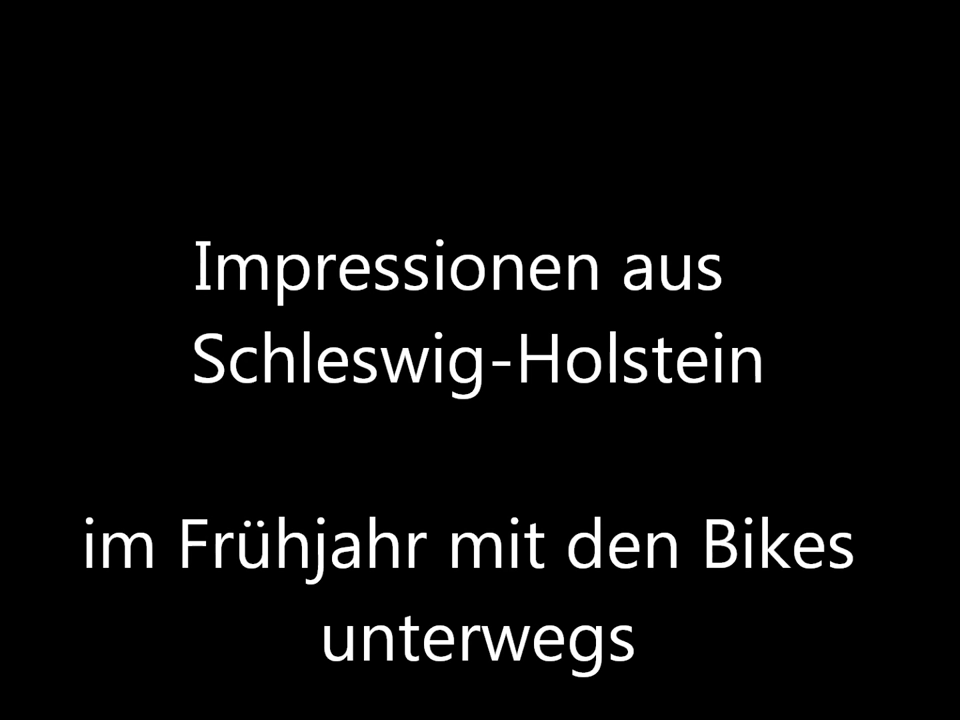 Impressionen aus
Schleswig-Holstein
im Frühjahr mit den Bikes
unterwegs